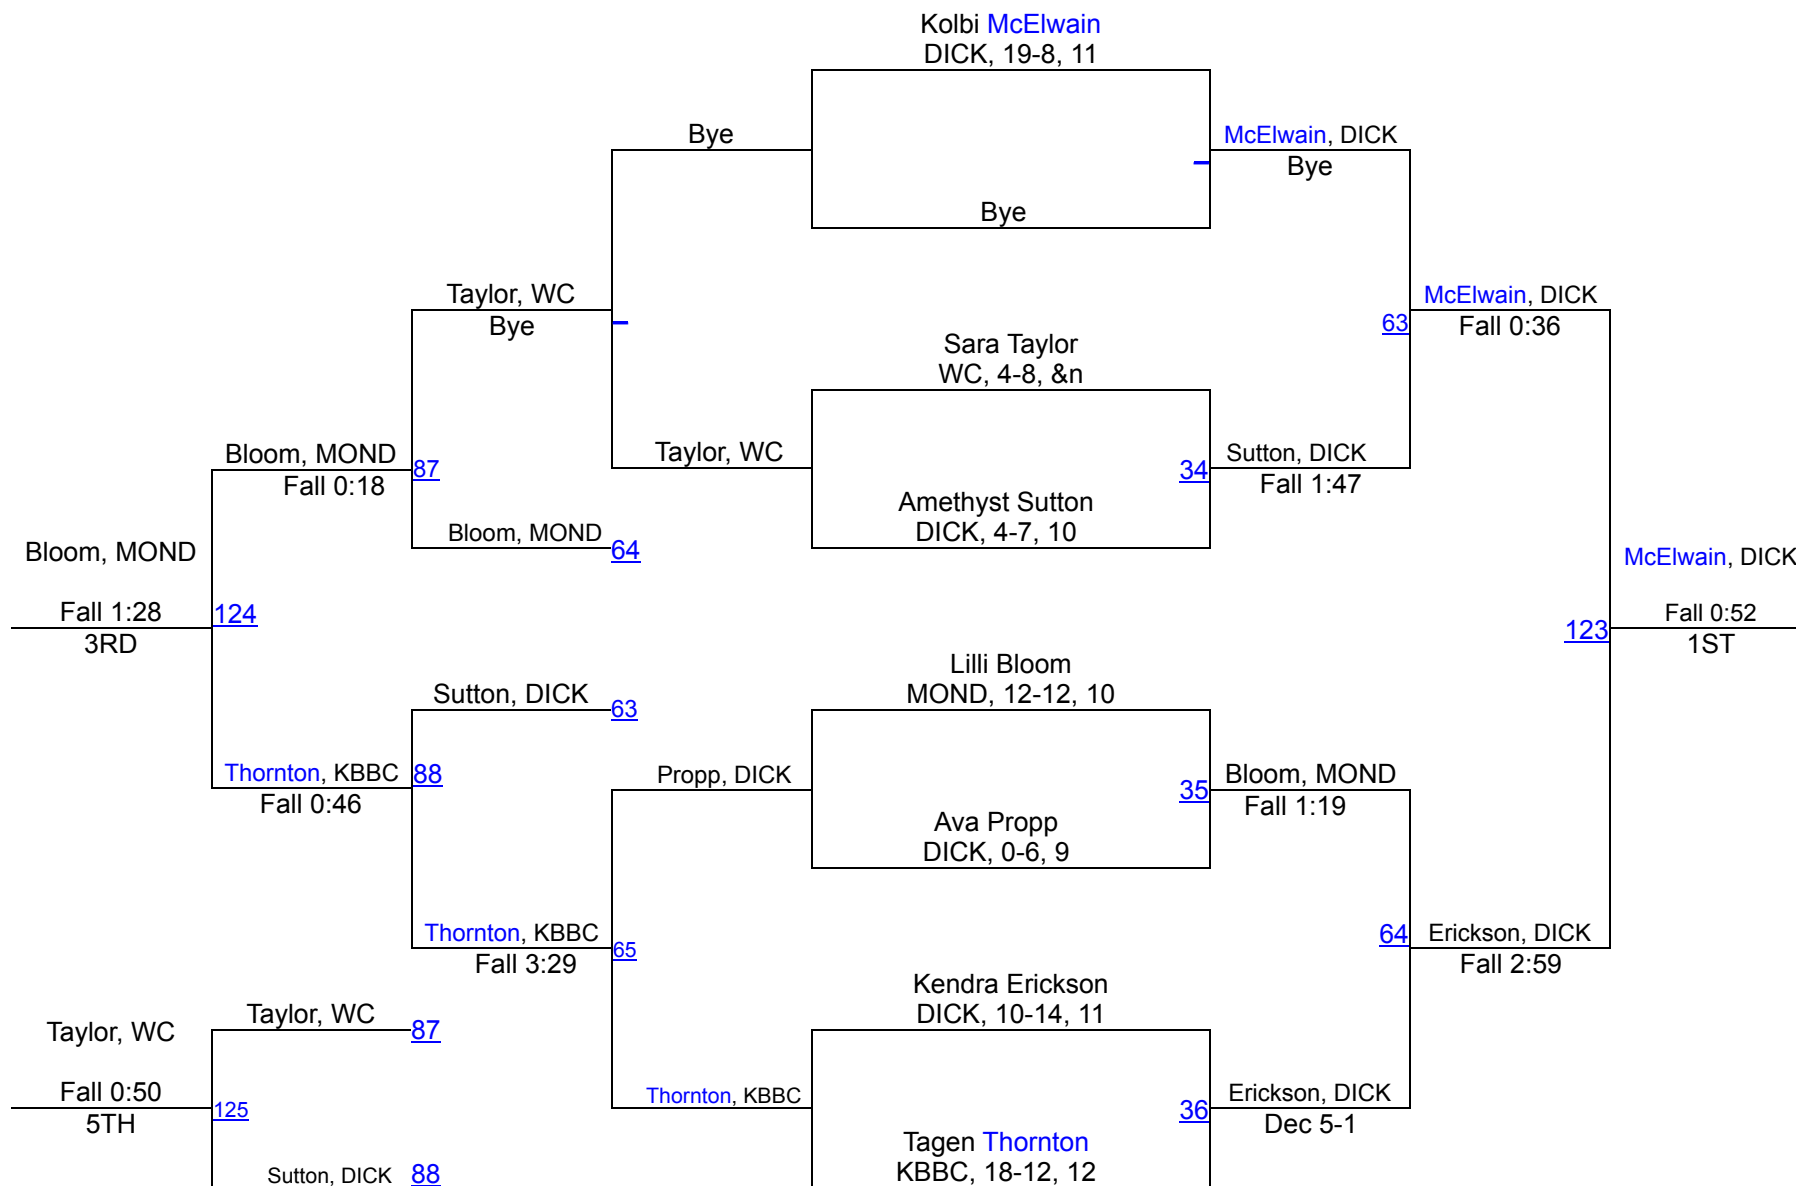 Kolbi McElwain
DICK, 19-8, 11
Bye
McElwain, DICK
Bye
Bye
Taylor, WC
Bye
McElwain, DICK
Fall 0:36
63
Sara Taylor
WC, 4-8, &n
Bloom, MOND
Fall 0:18
87
Taylor, WC
34
Sutton, DICK
Fall 1:47
Amethyst Sutton
DICK, 4-7, 10
Bloom, MOND
64
Bloom, MOND
Fall 1:28
3RD
124
McElwain, DICK
Fall 0:52
1ST
123
Lilli Bloom
MOND, 12-12, 10
Sutton, DICK
63
Thornton, KBBC
Fall 0:46
88
Propp, DICK
35
Bloom, MOND
Fall 1:19
Ava Propp
DICK, 0-6, 9
Thornton, KBBC
Fall 3:29
65
64
Erickson, DICK
Fall 2:59
Kendra Erickson
DICK, 10-14, 11
Taylor, WC
87
Taylor, WC
Fall 0:50
5TH
125
Thornton, KBBC
36
Erickson, DICK
Dec 5-1
Tagen Thornton
KBBC, 18-12, 12
Sutton, DICK
88